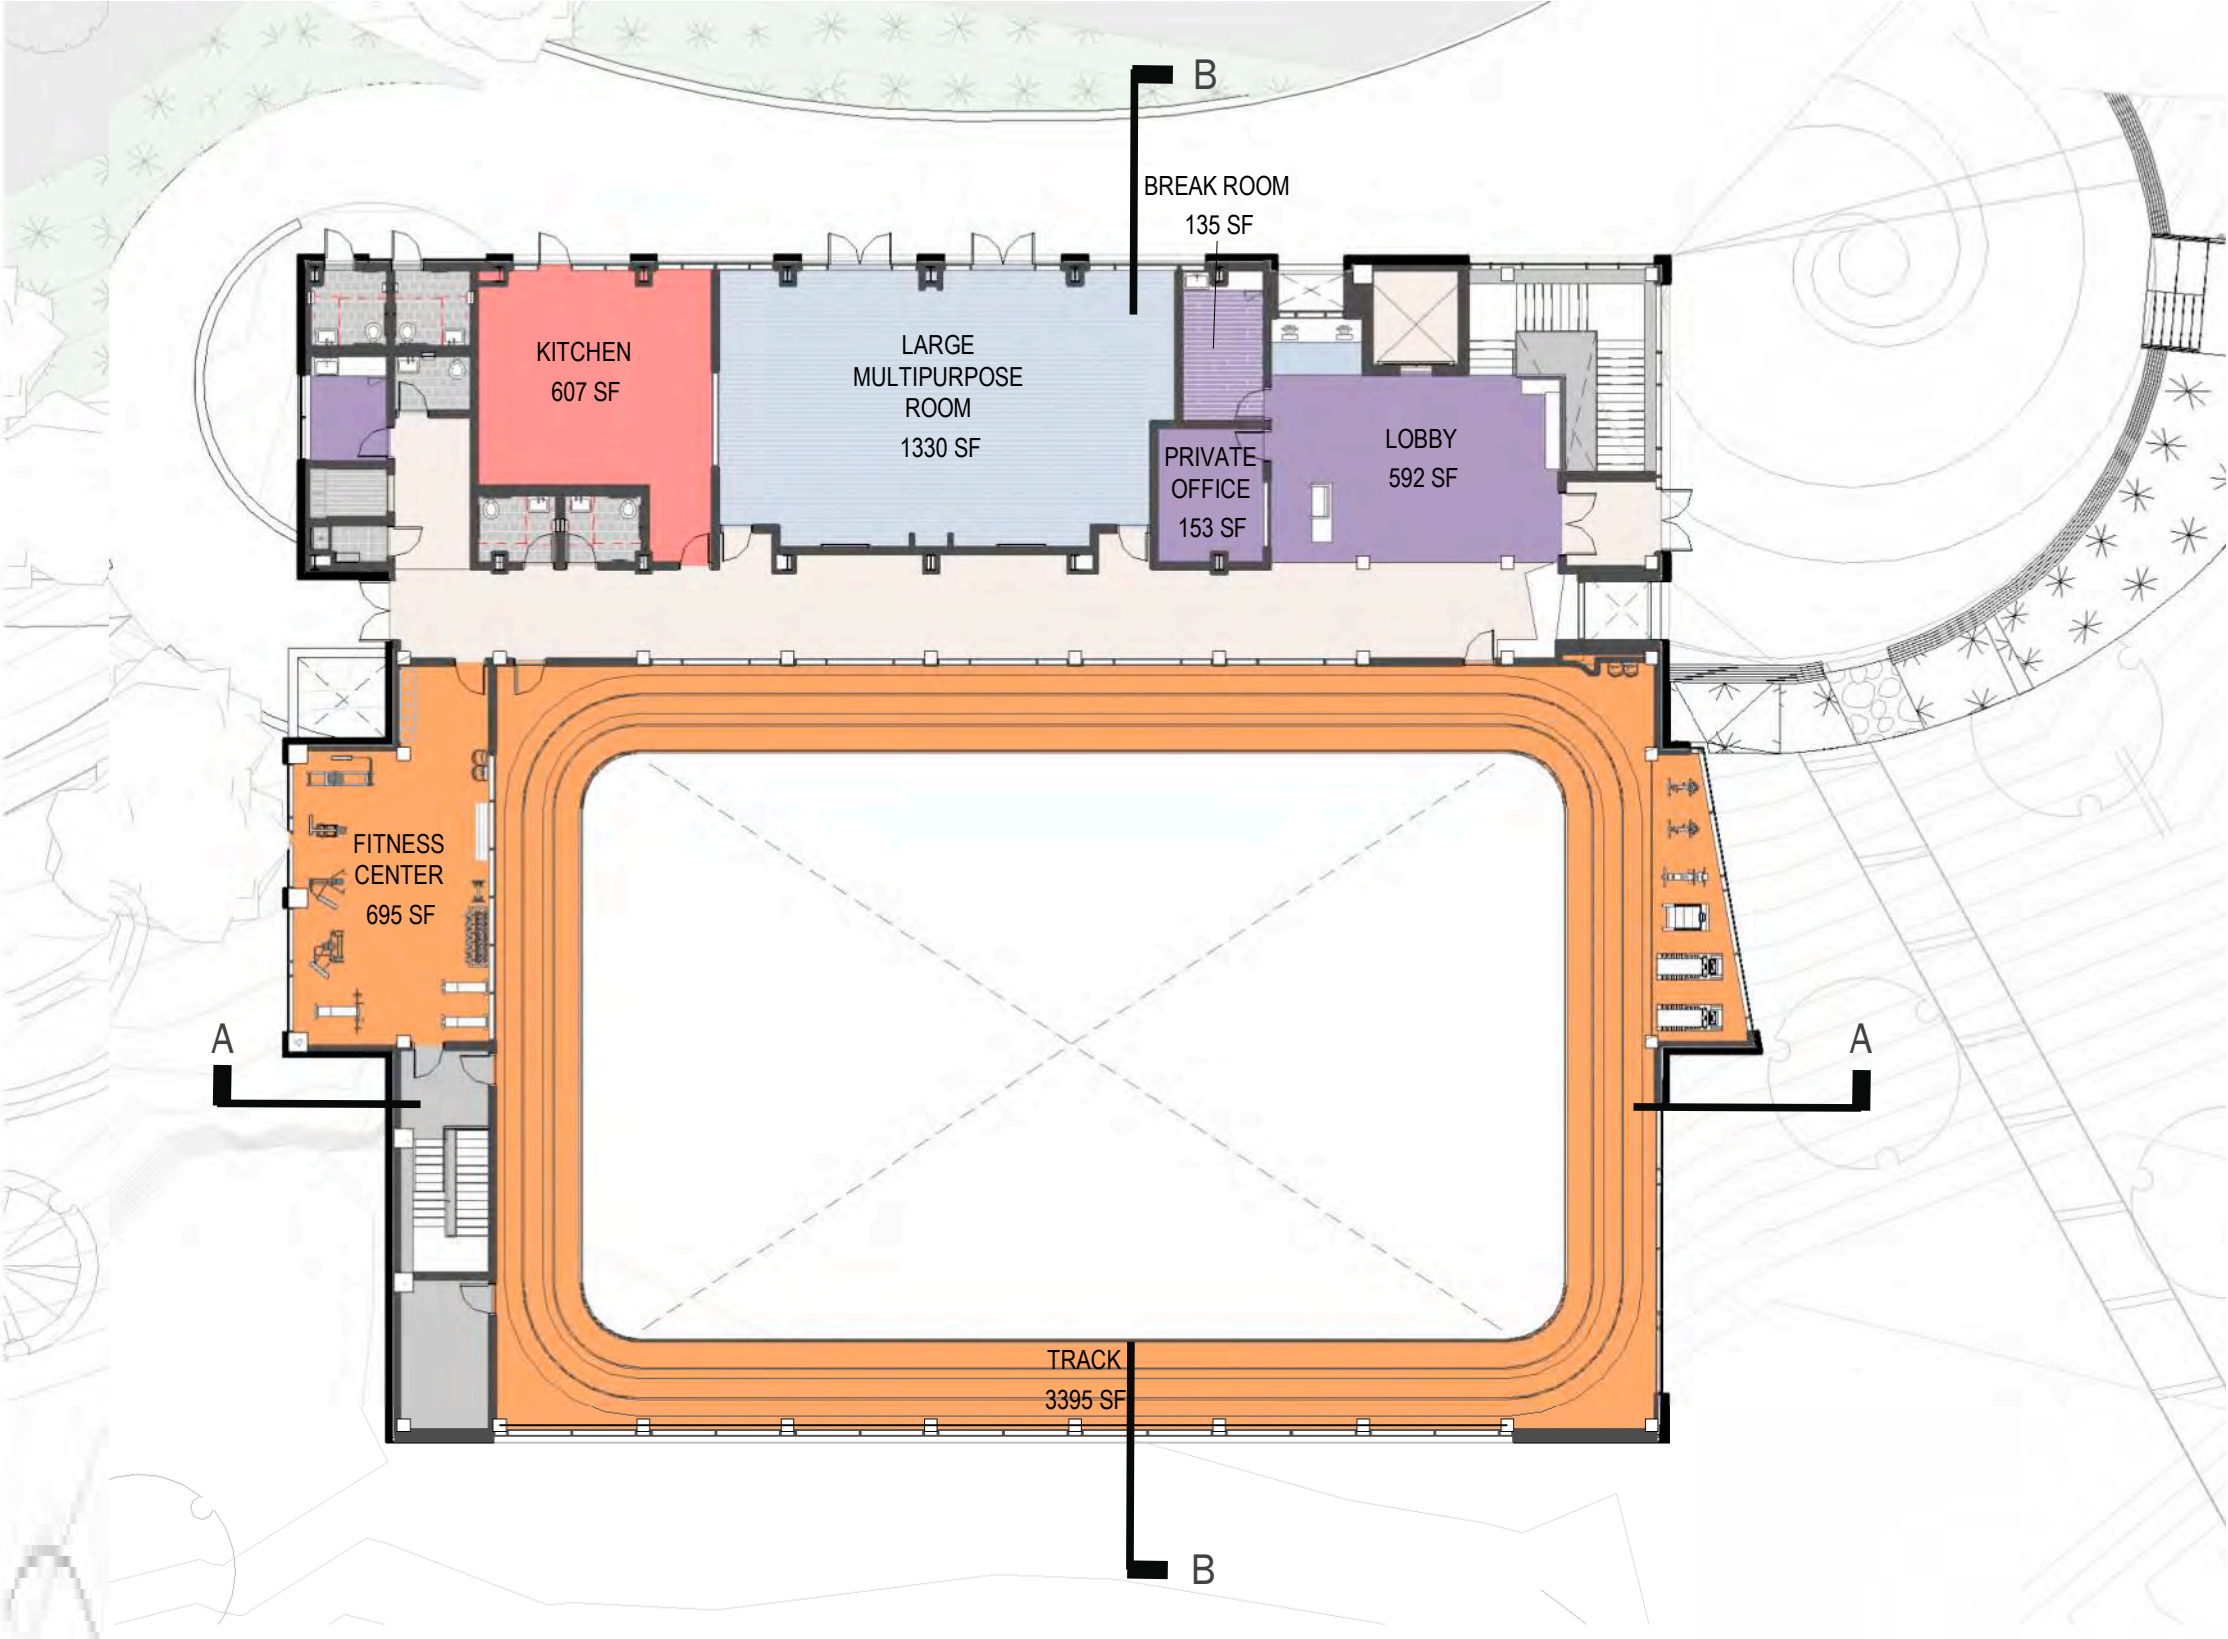 B
BREAK ROOM
135 SF
KITCHEN
607 SF
LARGE
MULTIPURPOSE
ROOM
1330 SF
PRIVATE
OFFICE
153 SF
LOBBY
592 SF
FITNESS
CENTER
695 SF
A
A
TRACK
3395 SF
B